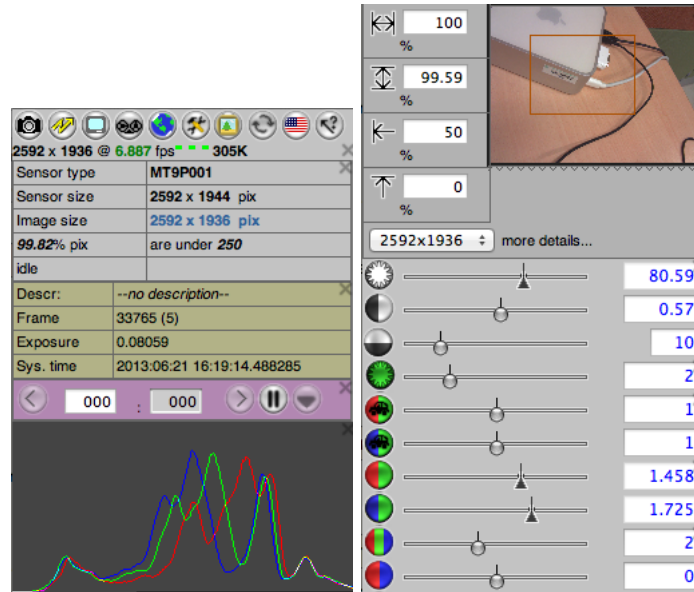 2592 x 1936 @ 6.887 fps 305K
Sensor type MT9P001
Sensor size 2592 x 1944 pix
Image size 2592 x 1936 pix
99.82% pix are under 250
idle
Descr: --no description--
Frame 33765 (5)
Exposure 0.08059
Sys. time 2013:06:21 16:19:14.488285
000 : 000
100
%
99.59
%
50
%
0
%
2592x1936 more details...
80.59
0.57
10
2
1
1
1.458
1.725
2
0